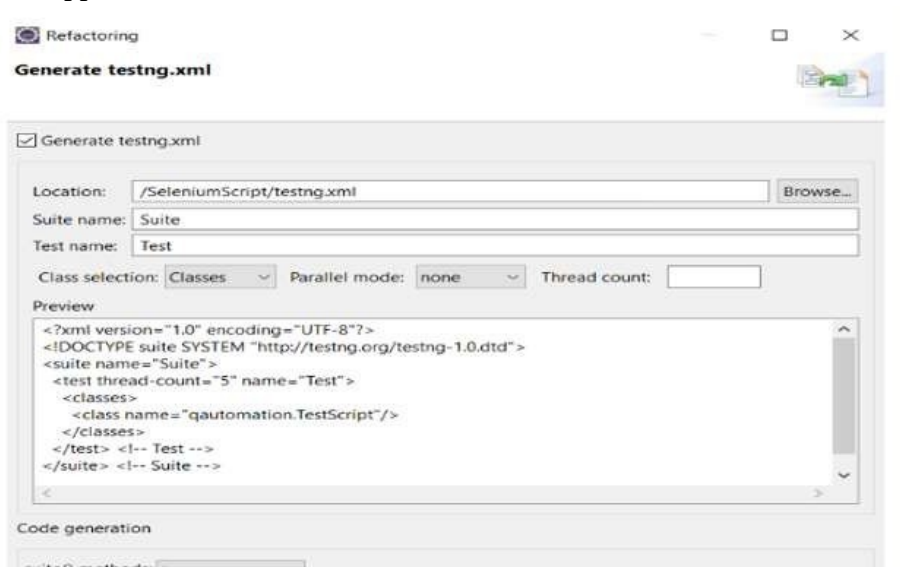 Refactoring
Generate testng.xml
Generate testng.xml
Location: /SeleniumScript/testng.xml Browse...
Suite name: Suite
Test name: Test
Class selection: Classes Parallel mode: none Thread count:
Preview
<?xml version="1.0" encoding="UTF-8"?>
<!DOCTYPE suite SYSTEM "http://testng.org/testng-1.0.dtd">
<suite name="Suite">
<test thread-count="5" name="Test">
<classes>
<class name="qautomation.TestScript"/>
</classes>
</test> <!-- Test -->
</suite> <!-- Suite -->
Code generation